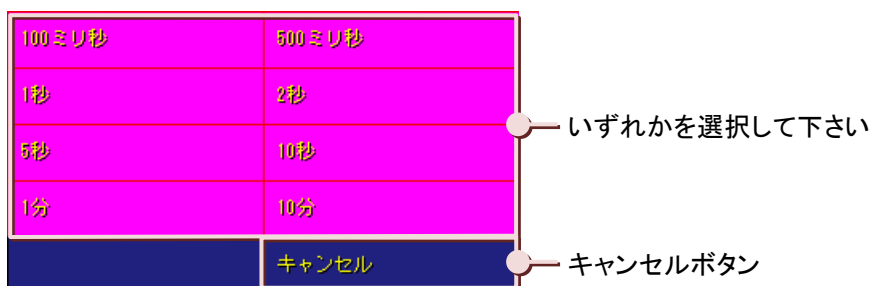 100ミリ秒 500ミリ秒
1秒 2秒
いずれかを選択して下さい
5秒 10秒
1分 10分
キャンセル キャンセルボタン